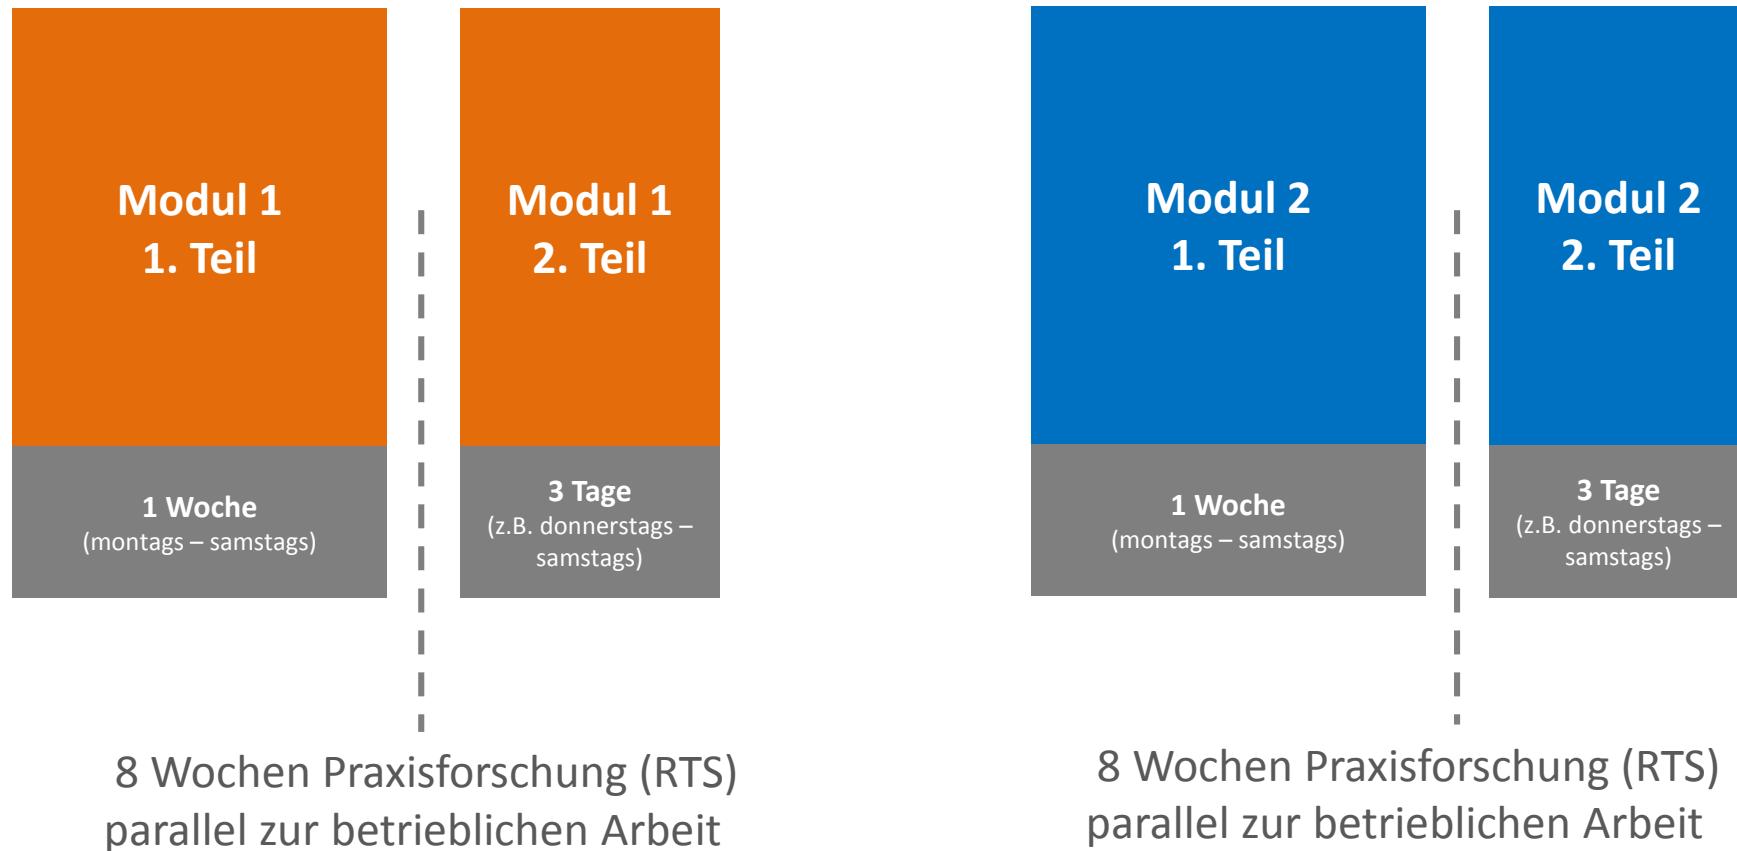 Modul 1
1. Teil
1 Woche
(montags – samstags)
Modul 1
2. Teil
3 Tage
(z.B. donnerstags –
samstags)
8 Wochen Praxisforschung (RTS)
parallel zur betrieblichen Arbeit
Modul 2
1. Teil
1 Woche
(montags – samstags)
Modul 2
2. Teil
3 Tage
(z.B. donnerstags –
samstags)
8 Wochen Praxisforschung (RTS)
parallel zur betrieblichen Arbeit